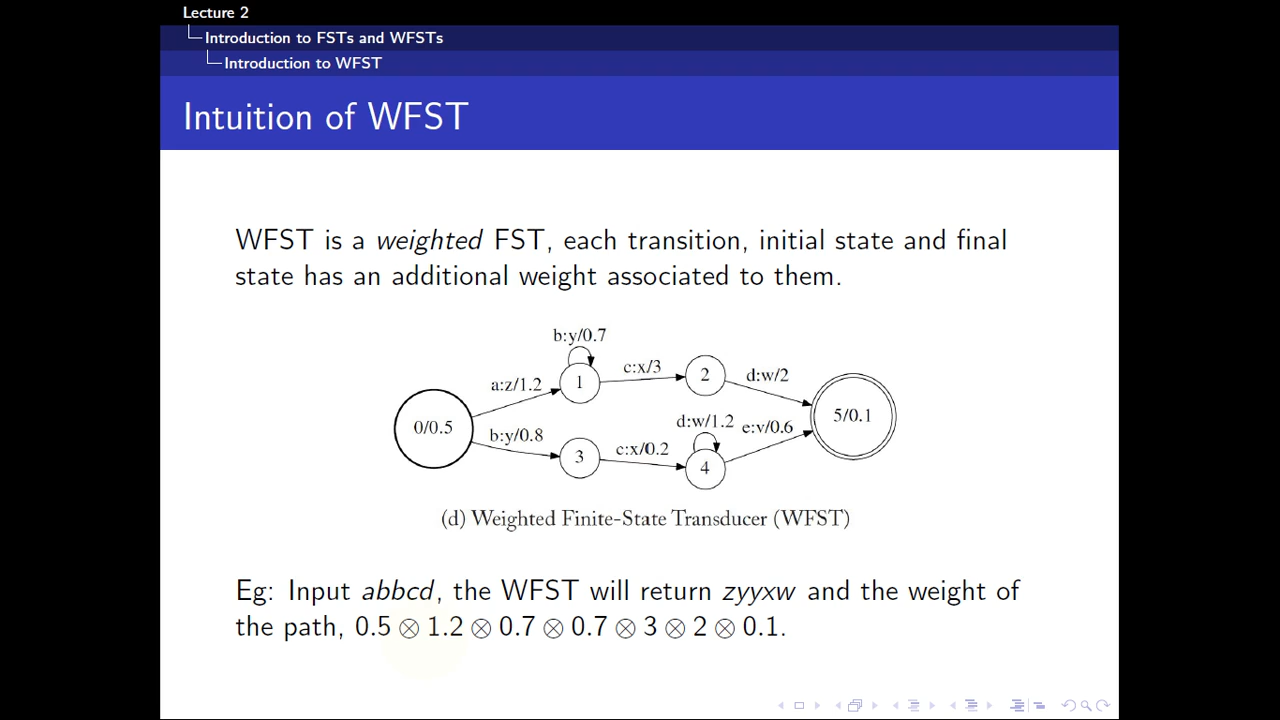 Lecture 2
Introduction to FSTs and WFSTs
Introduction to WFST
Intuition of WFST
WFST is a weighted FST, each transition, initial state and final
state has an additional weight associated to them.
b:y/0.7
a:z/1.2
1
c:x/3
2
d:w/2
0/0.5
5/0.1
b:y/0.8
3
c:x/0.2
d:w/1.2
4
e:v/0.6
(d) Weighted Finite-State Transducer (WFST)
Eg: Input abbcd, the WFST will return zyyxw and the weight of
the path, 0.5 ⊗ 1.2 ⊗ 0.7 ⊗ 0.7 ⊗ 3 ⊗ 2 ⊗ 0.1.